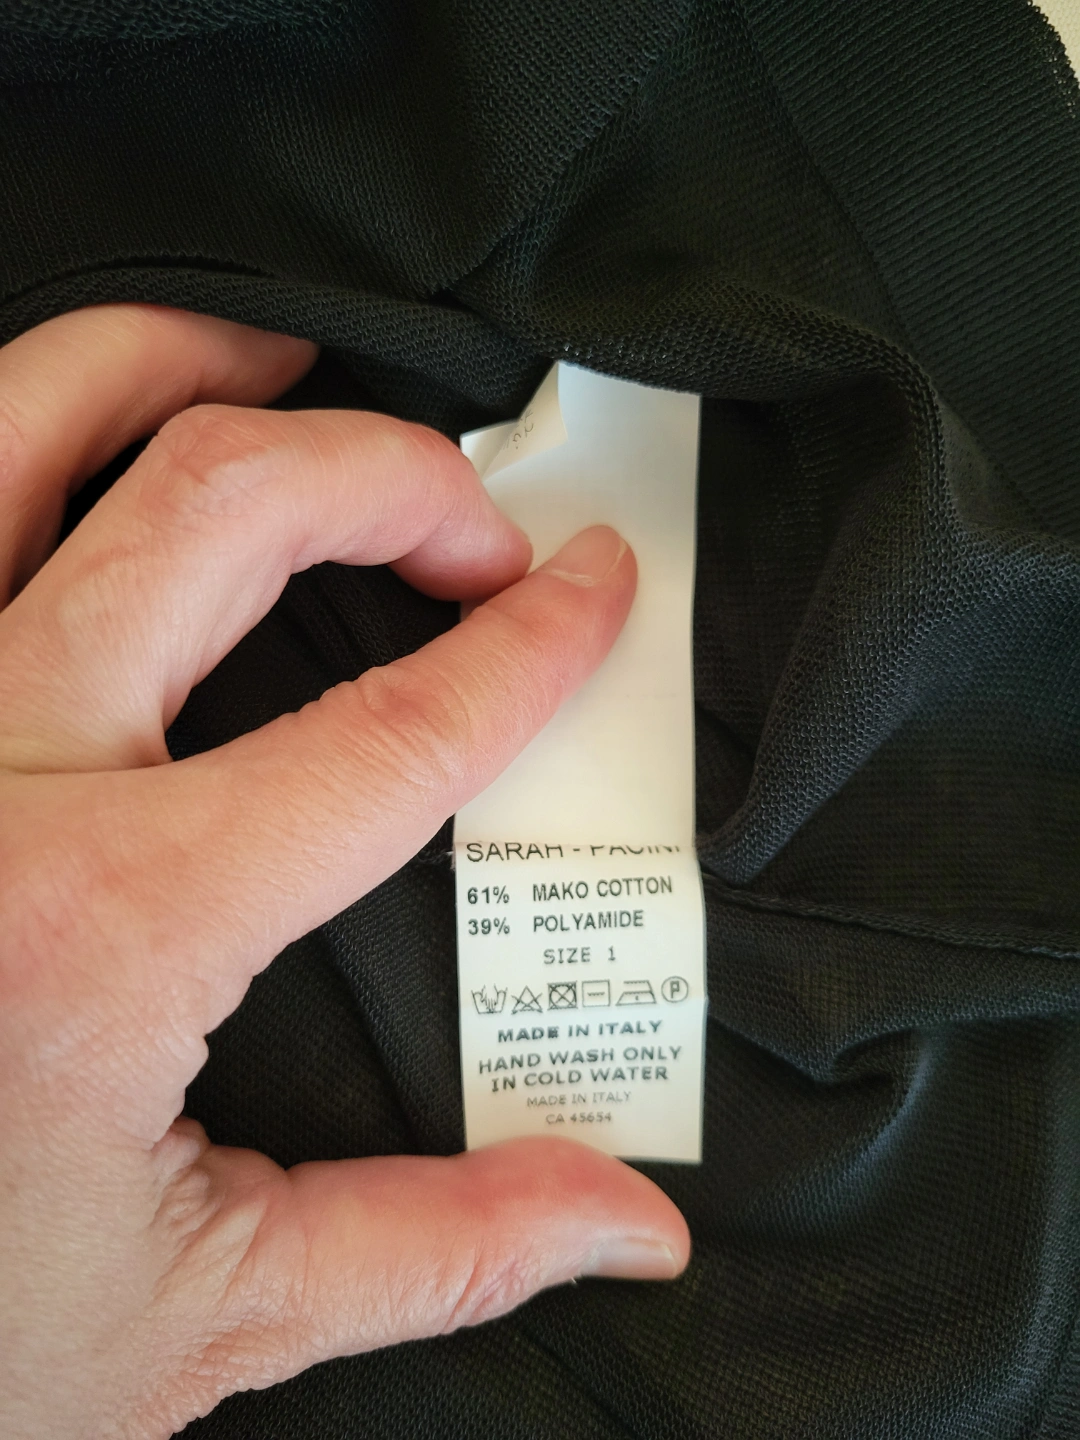 SARAH - PACINI
61% MAKO COTTON
39% POLYAMIDE
SIZE 1
P
MADE IN ITALY
HAND WASH ONLY
IN COLD WATER
MADE IN ITALY
CA 45654